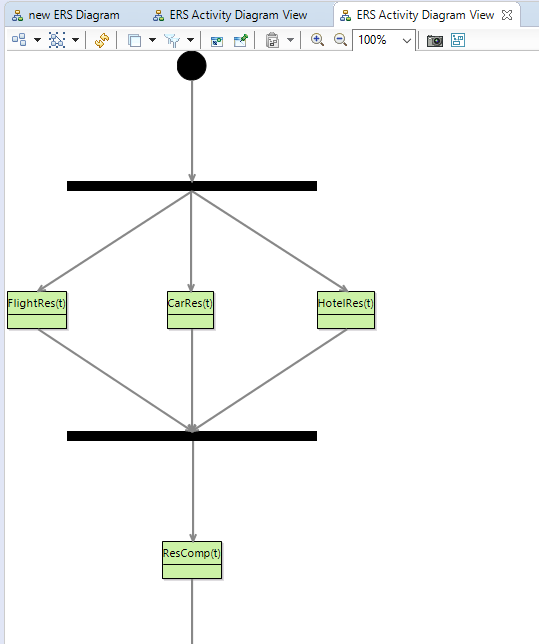 new ERS Diagram
ERS Activity Diagram View
ERS Activity Diagram View
100%
FlightRes(t)
CarRes(t)
HotelRes(t)
ResComp(t)